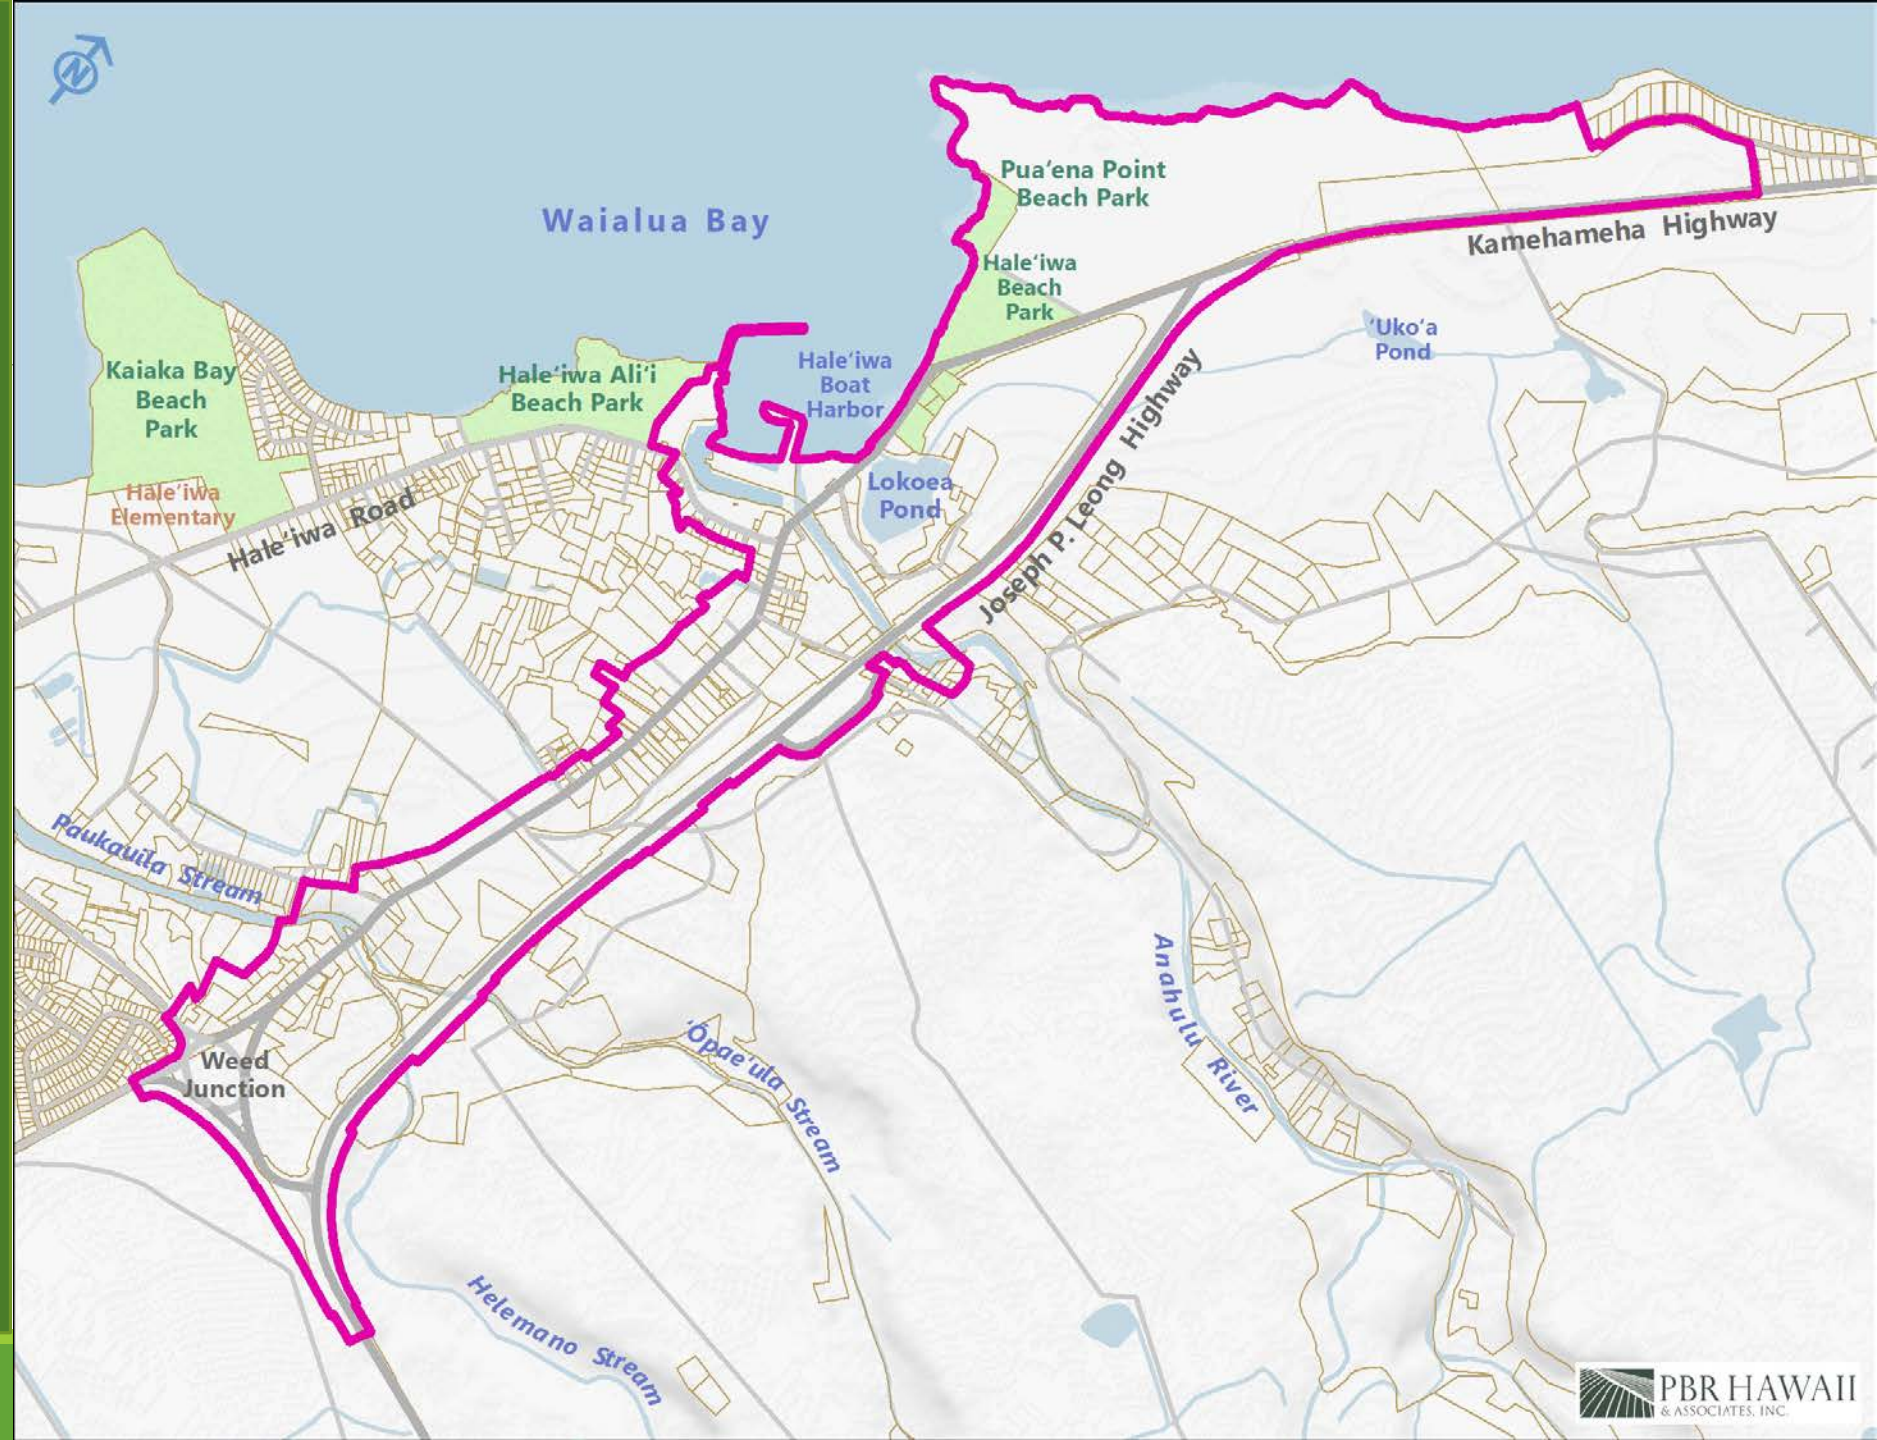 N
Pua‘ena Point
Beach Park
Waialua Bay
Kamehameha Highway
Hale‘iwa
Beach
Park
‘Uko‘a
Pond
Kaiaka Bay
Beach
Park
Hale‘iwa Ali‘i
Beach Park
Hale‘iwa
Boat
Harbor
Joseph P. Leong Highway
Hale‘iwa
Elementary
Hale‘iwa Road
Lokoea
Pond
Paukauila Stream
Anahulu River
Weed
Junction
‘Ōpae‘ula Stream
Helemano Stream
PBR HAWAII
& ASSOCIATES, INC.